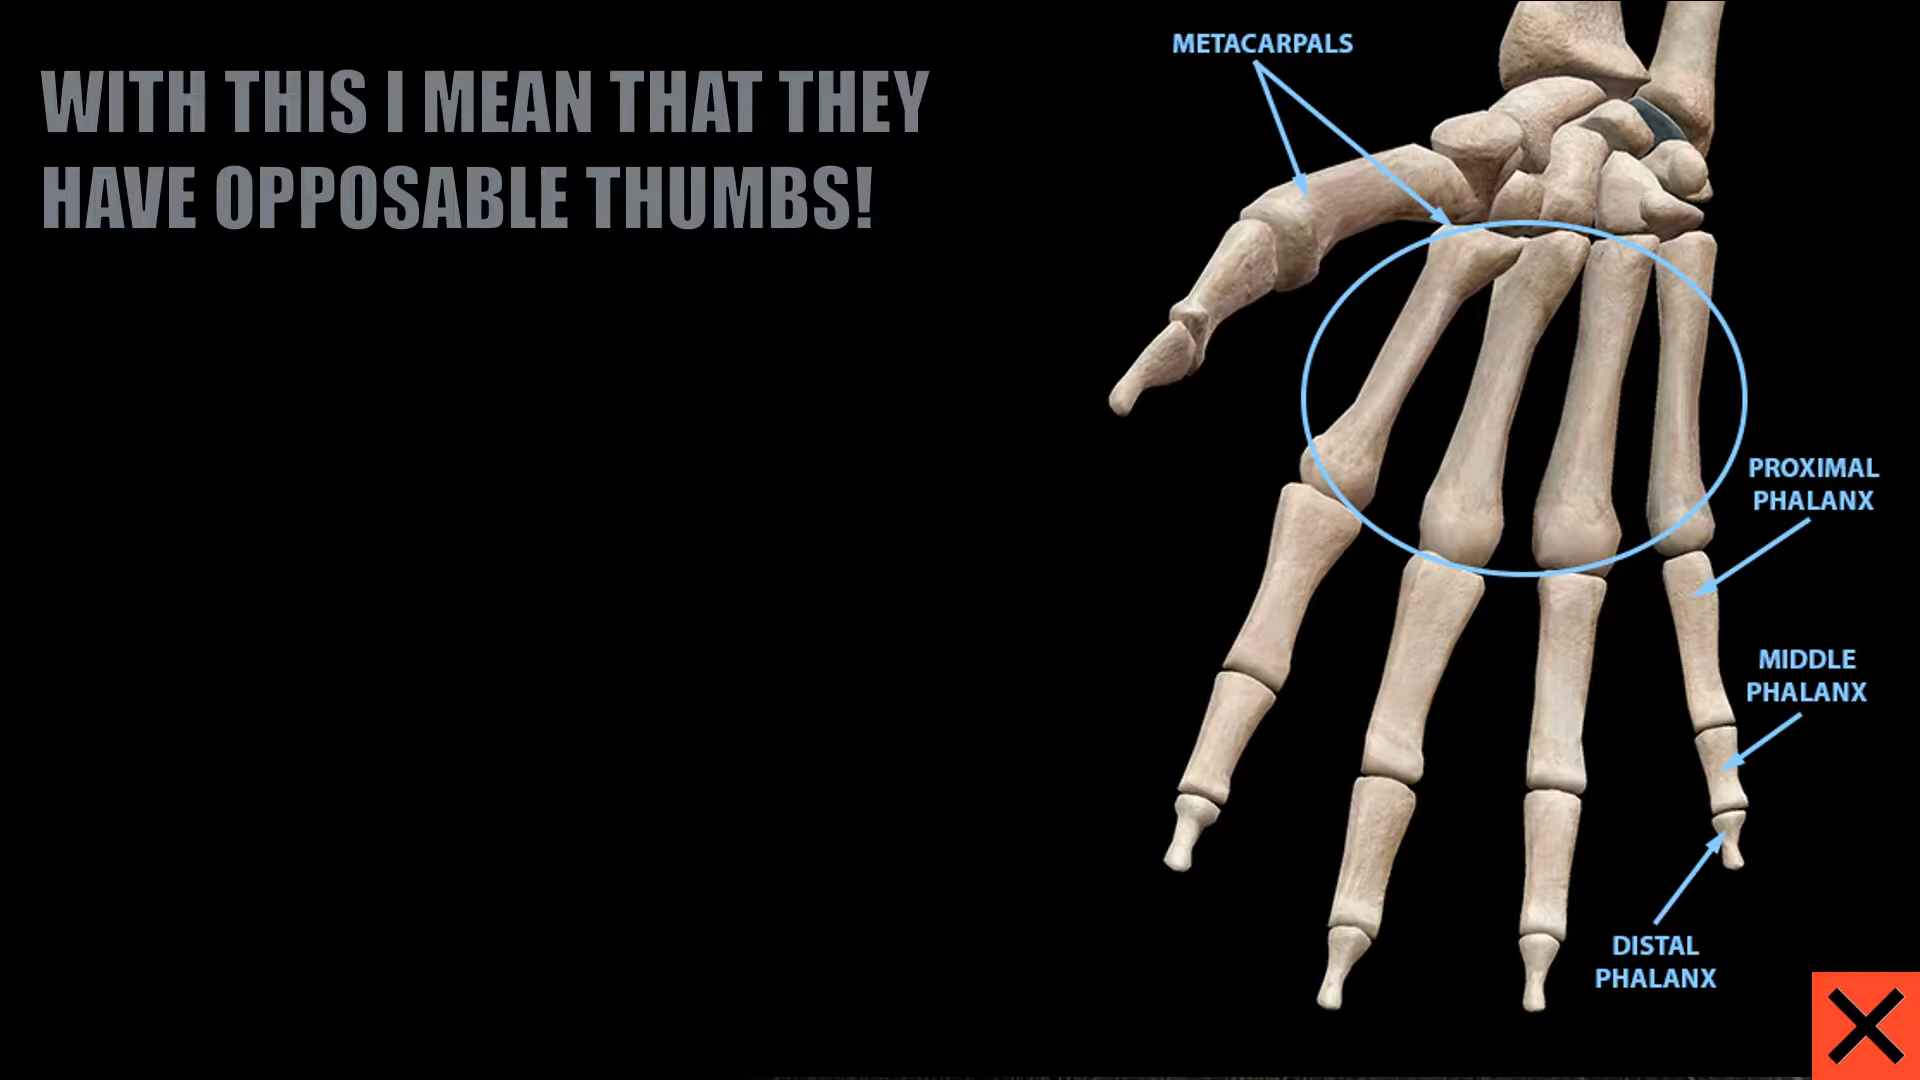 WITH THIS I MEAN THAT THEY
HAVE OPPOSABLE THUMBS!
METACARPALS
PROXIMAL
PHALANX
MIDDLE
PHALANX
DISTAL
PHALANX